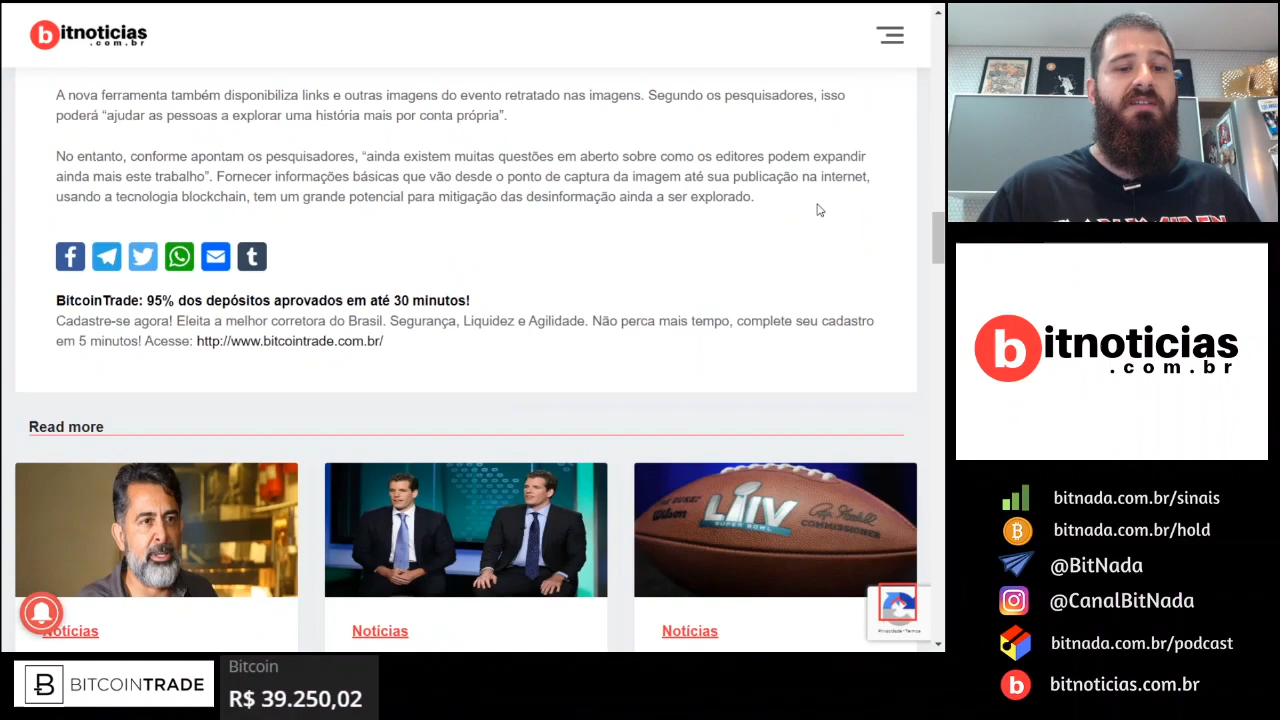 bitnoticias
.com.br
A nova ferramenta também disponibiliza links e outras imagens do evento retratado nas imagens. Segundo os pesquisadores, isso
poderá “ajudar as pessoas a explorar uma história mais por conta própria”.
No entanto, conforme apontam os pesquisadores, “ainda existem muitas questões em aberto sobre como os editores podem expandir
ainda mais este trabalho”. Fornecer informações básicas que vão desde o ponto de captura da imagem até sua publicação na internet,
usando a tecnologia blockchain, tem um grande potencial para mitigação das desinformação ainda a ser explorado.
BitcoinTrade: 95% dos depósitos aprovados em até 30 minutos!
Cadastre-se agora! Eleita a melhor corretora do Brasil. Segurança, Liquidez e Agilidade. Não perca mais tempo, complete seu cadastro
em 5 minutos! Acesse: http://www.bitcointrade.com.br/
Read more
LIV
SUPER BOWL
COMMISSIONER
Notícias
Notícias
Notícias
Privacidade • Termos
BITCOINTRADE
Bitcoin
R$ 39.250,02
bitnoticias
.com.br
bitnada.com.br/sinais
bitnada.com.br/hold
@BitNada
@CanalBitNada
bitnada.com.br/podcast
bitnoticias.com.br